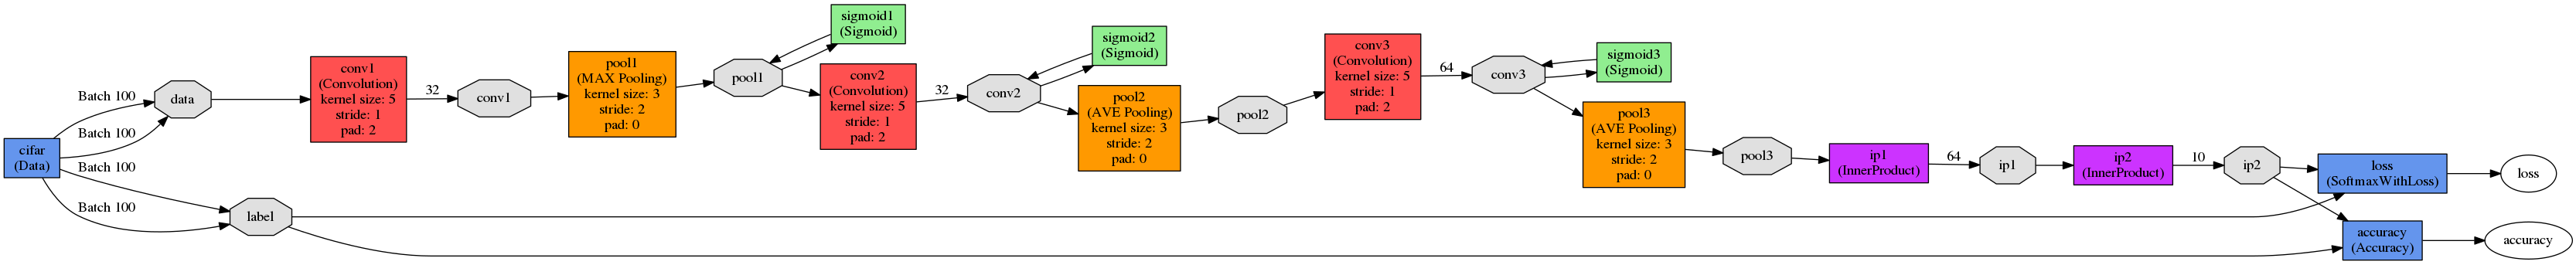 cifar
(Data)
Batch 100
Batch 100
Batch 100
Batch 100
data
label
conv1
(Convolution)
kernel size: 5
stride: 1
pad: 2
32
conv1
pool1
(MAX Pooling)
kernel size: 3
stride: 2
pad: 0
pool1
sigmoid1
(Sigmoid)
conv2
(Convolution)
kernel size: 5
stride: 1
pad: 2
32
conv2
sigmoid2
(Sigmoid)
pool2
(AVE Pooling)
kernel size: 3
stride: 2
pad: 0
pool2
conv3
(Convolution)
kernel size: 5
stride: 1
pad: 2
64
conv3
sigmoid3
(Sigmoid)
pool3
(AVE Pooling)
kernel size: 3
stride: 2
pad: 0
pool3
ip1
(InnerProduct)
64
ip1
ip2
(InnerProduct)
10
ip2
loss
(SoftmaxWithLoss)
loss
accuracy
(Accuracy)
accuracy